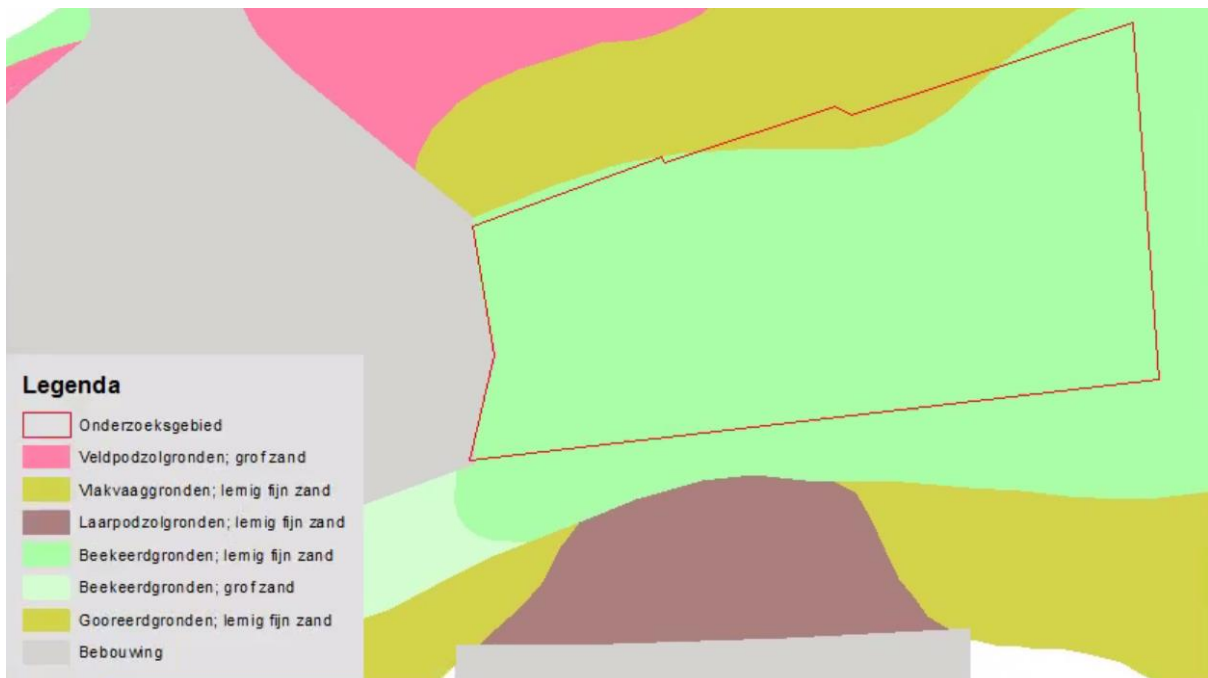 Legenda
Onderzoeksgebied
Veldpodzolgronden; grof zand
Vlakvaaggronden; lemig fijn zand
Laarpodzolgronden; lemig fijn zand
Beekeerdgronden; lemig fijn zand
Beekeerdgronden; grof zand
Gooreerdgronden; lemig fijn zand
Bebouwing